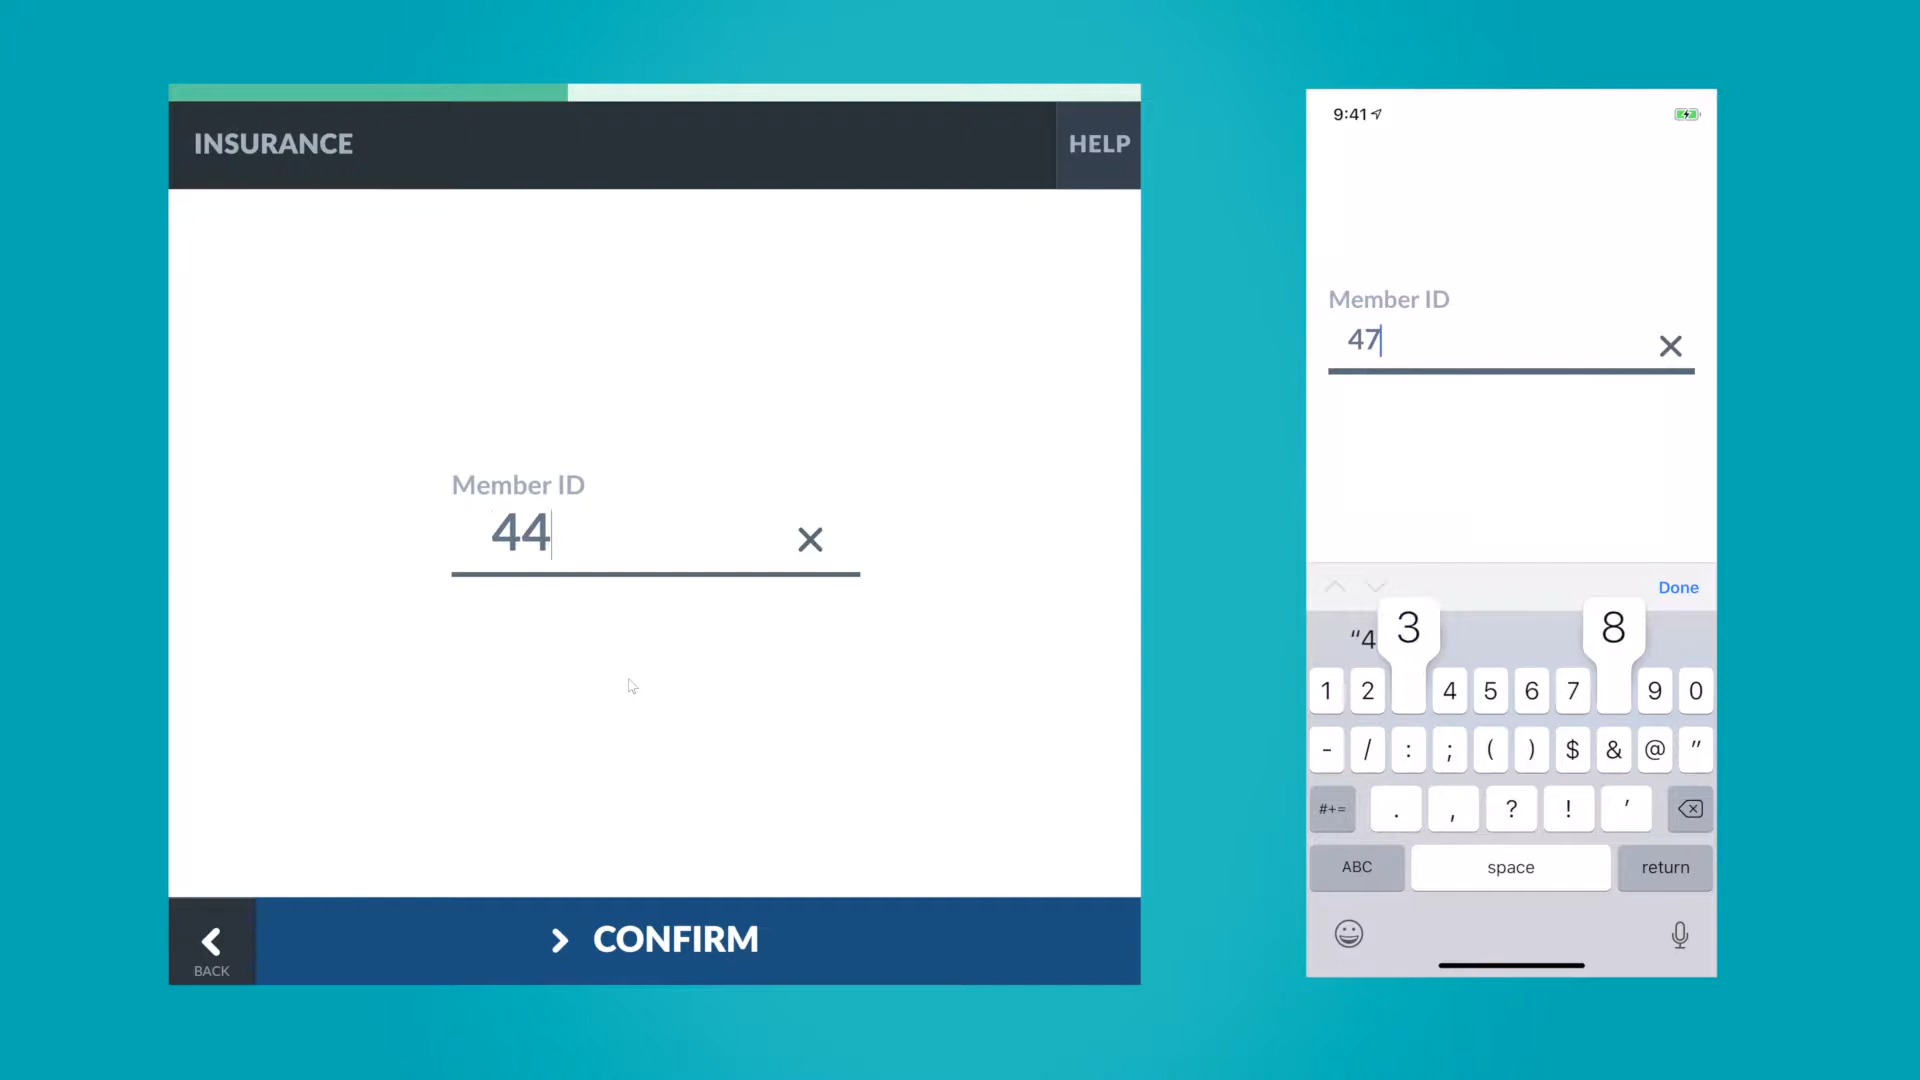 INSURANCE
HELP
Member ID
44
CONFIRM
BACK
9:41
Member ID
47
Done
"4
3
8
1 2 4 5 6 7 9 0
- / : ; ( ) $ & @ "
#+= . , ? ! '
ABC space return